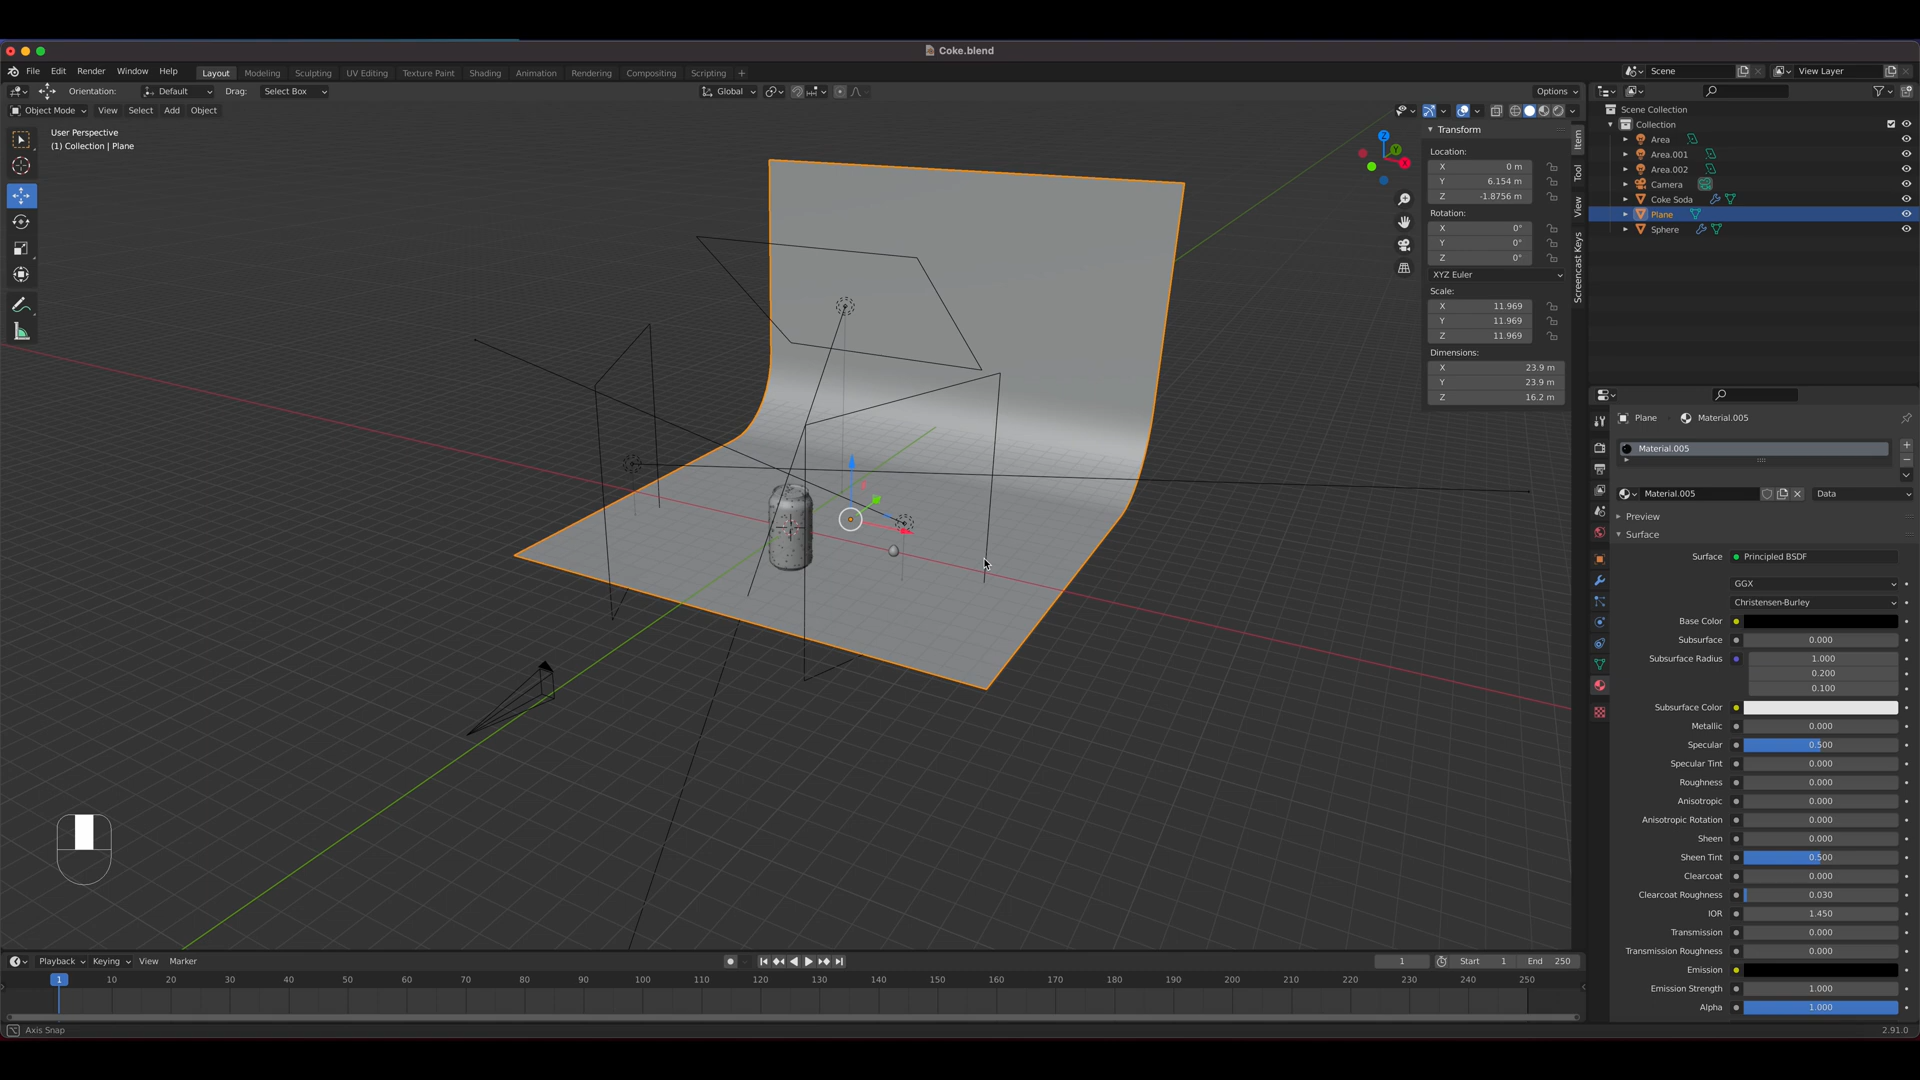 Coke.blend
File Edit Render Window Help Layout Modeling Sculpting UV Editing Texture Paint Shading Animation Rendering Compositing Scripting + Scene View Layer
Orientation: Default Drag: Select Box Global Options
Object Mode View Select Add Object
User Perspective
(1) Collection | Plane
Z
Y
X
Transform
Location:
X 0 m
Y 6.154 m
Z -1.8756 m
Rotation:
X 0°
Y 0°
Z 0°
XYZ Euler
Scale:
X 11.969
Y 11.969
Z 11.969
Dimensions:
X 23.9 m
Y 23.9 m
Z 16.2 m
Item
Tool
View
Screencast Keys
Scene Collection
Collection
Area
Area.001
Area.002
Camera
Coke Soda
Plane
Sphere
Plane Material.005
Material.005
Material.005 Data
Preview
Surface
Surface Principled BSDF
GGX
Christensen-Burley
Base Color
Subsurface 0.000
Subsurface Radius 1.000
0.200
0.100
Subsurface Color
Metallic 0.000
Specular 0.500
Specular Tint 0.000
Roughness 0.000
Anisotropic 0.000
Anisotropic Rotation 0.000
Sheen 0.000
Sheen Tint 0.500
Clearcoat 0.000
Clearcoat Roughness 0.030
IOR 1.450
Transmission 0.000
Transmission Roughness 0.000
Emission
Emission Strength 1.000
Alpha 1.000
Playback Keying View Marker 1 Start 1 End 250
1 10 20 30 40 50 60 70 80 90 100 110 120 130 140 150 160 170 180 190 200 210 220 230 240 250
Axis Snap 2.91.0